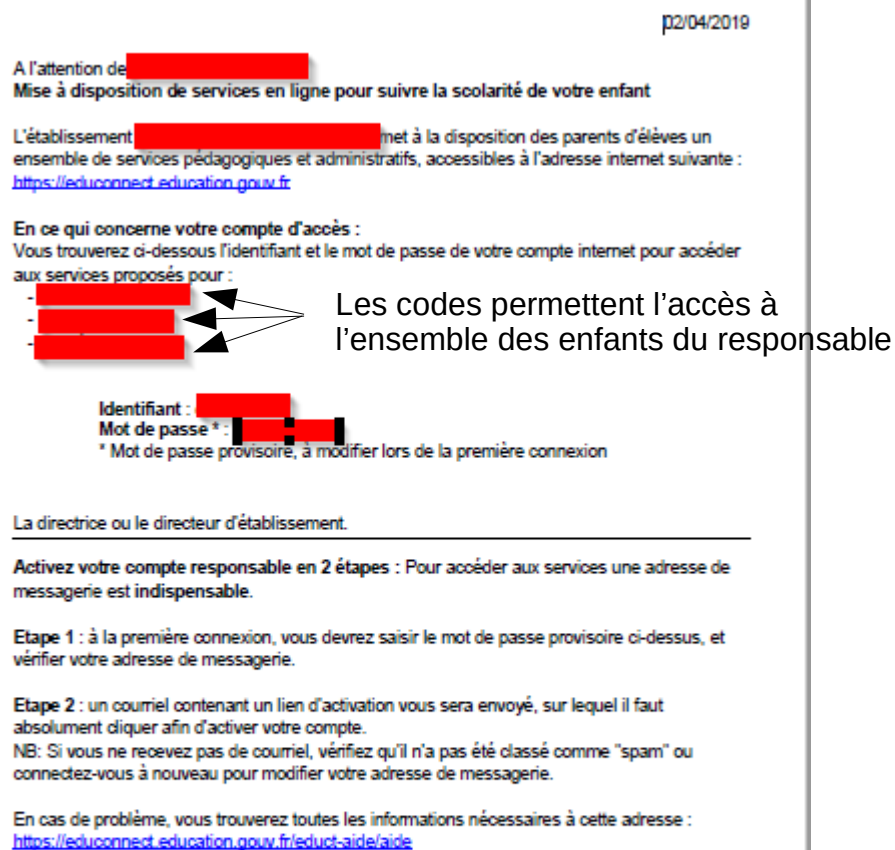 02/04/2019
A l'attention de
Mise à disposition de services en ligne pour suivre la scolarité de votre enfant
L'établissement met à la disposition des parents d'élèves un
ensemble de services pédagogiques et administratifs, accessibles à l'adresse internet suivante :
https://educonnect.education.gouv.fr
En ce qui concerne votre compte d'accès :
Vous trouverez ci-dessous l'identifiant et le mot de passe de votre compte internet pour accéder
aux services proposés pour :
-
-
-
Les codes permettent l’accès à
l’ensemble des enfants du responsable
Identifiant :
Mot de passe * :
* Mot de passe provisoire, à modifier lors de la première connexion
La directrice ou le directeur d'établissement.
Activez votre compte responsable en 2 étapes : Pour accéder aux services une adresse de
messagerie est indispensable.
Etape 1 : à la première connexion, vous devrez saisir le mot de passe provisoire ci-dessus, et
vérifier votre adresse de messagerie.
Etape 2 : un courriel contenant un lien d'activation vous sera envoyé, sur lequel il faut
absolument cliquer afin d'activer votre compte.
NB: Si vous ne recevez pas de courriel, vérifiez qu'il n'a pas été classé comme "spam" ou
connectez-vous à nouveau pour modifier votre adresse de messagerie.
En cas de problème, vous trouverez toutes les informations nécessaires à cette adresse :
https://educonnect.education.gouv.fr/educt-aide/aide